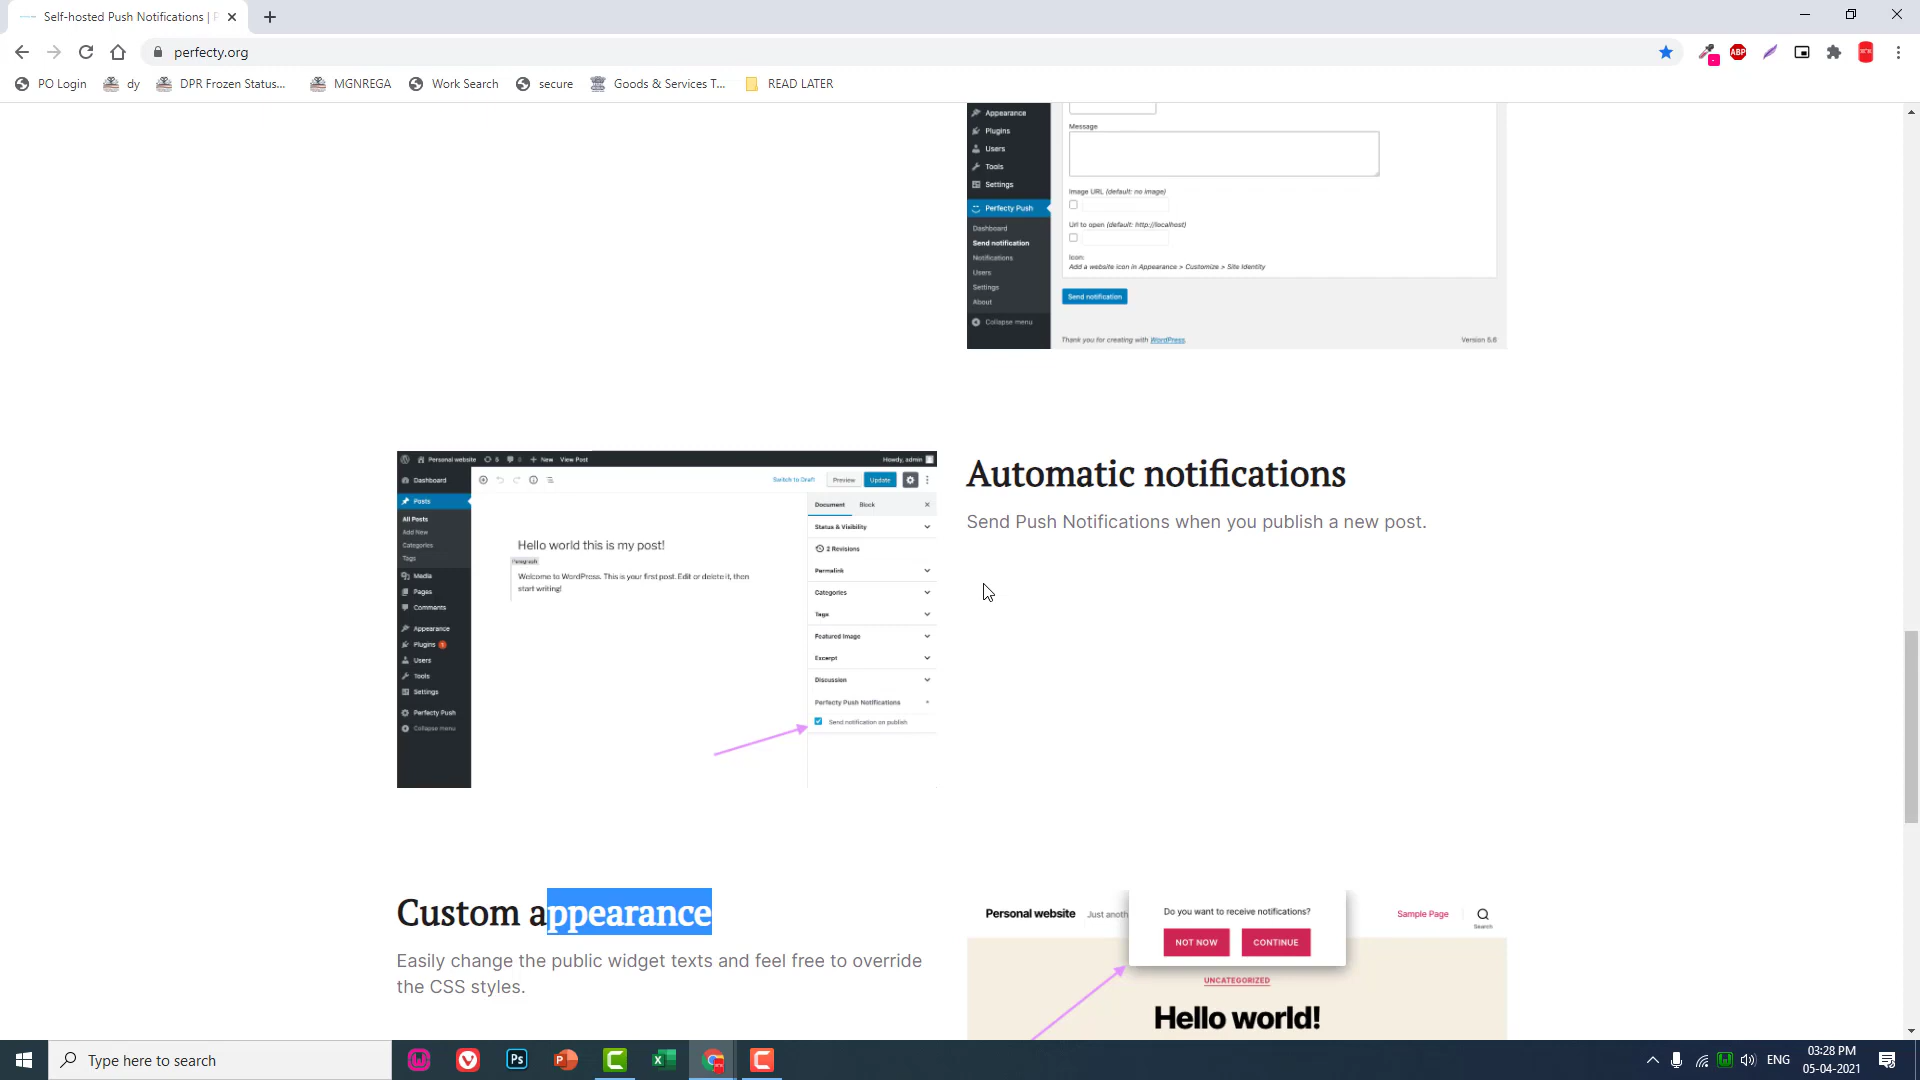 Self-hosted Push Notifications | P
perfecty.org
PO Login
dy
DPR Frozen Status...
MGNREGA
Work Search
secure
Goods & Services T...
READ LATER
ABP
Appearance
Plugins
Users
Tools
Settings
Perfecty Push
Dashboard
Send notification
Notifications
Users
Settings
About
Collapse menu
Message
Image URL (default: no image)
Url to open (default: http://localhost)
Icon:
Add a website icon in Appearance > Customize > Site Identity
Send notification
Thank you for creating with WordPress.
Version 5.6
Personal website
5
0
New
View Post
Howdy, admin
Dashboard
Posts
All Posts
Add New
Categories
Tags
Media
Pages
Comments
Appearance
Plugins 1
Users
Tools
Settings
Perfecty Push
Collapse menu
Switch to Draft
Preview
Update
Hello world this is my post!
Paragraph
Welcome to WordPress. This is your first post. Edit or delete it, then
start writing!
Document
Block
Status & Visibility
2 Revisions
Permalink
Categories
Tags
Featured Image
Excerpt
Discussion
Perfecty Push Notifications
Send notification on publish
Automatic notifications
Send Push Notifications when you publish a new post.
Custom appearance
Easily change the public widget texts and feel free to override
the CSS styles.
Personal website
Just anoth
Do you want to receive notifications?
NOT NOW
CONTINUE
Sample Page
Search
UNCATEGORIZED
Hello world!
Type here to search
Ps
ENG
03:28 PM
05-04-2021